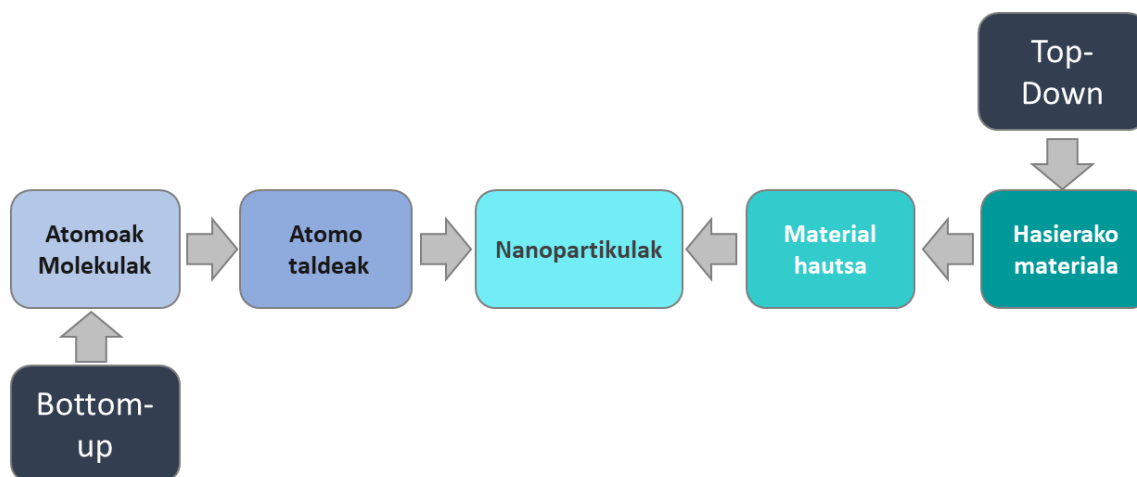 Top-
Down
Atomoak
Molekulak
Atomo
taldeak
Nanopartikulak
Material
hautsa
Hasierako
materiala
Bottom-
up